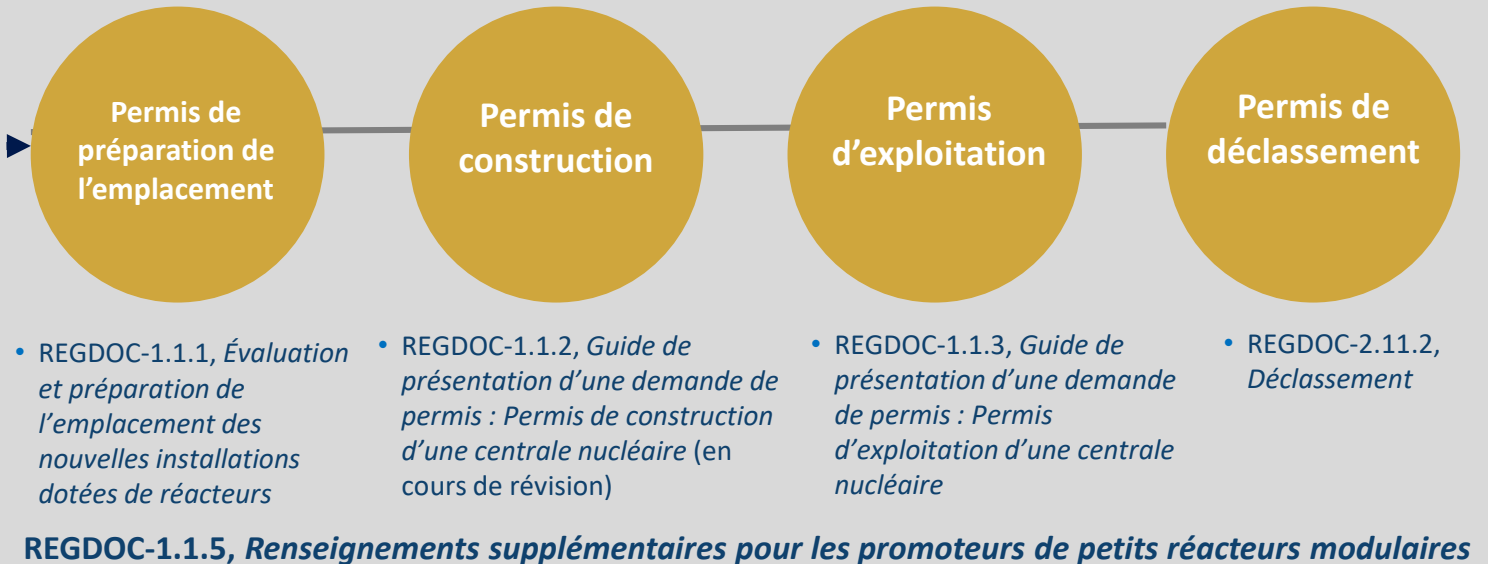 Permis de
préparation de
l’emplacement
Permis de
construction
Permis
d’exploitation
Permis de
déclassement
• REGDOC-1.1.1, Évaluation
et préparation de
l’emplacement des
nouvelles installations
dotées de réacteurs
• REGDOC-1.1.2, Guide de
présentation d’une demande de
permis : Permis de construction
d’une centrale nucléaire (en
cours de révision)
• REGDOC-1.1.3, Guide de
présentation d’une demande
de permis : Permis
d’exploitation d’une centrale
nucléaire
• REGDOC-2.11.2,
Déclassement
REGDOC-1.1.5, Renseignements supplémentaires pour les promoteurs de petits réacteurs modulaires